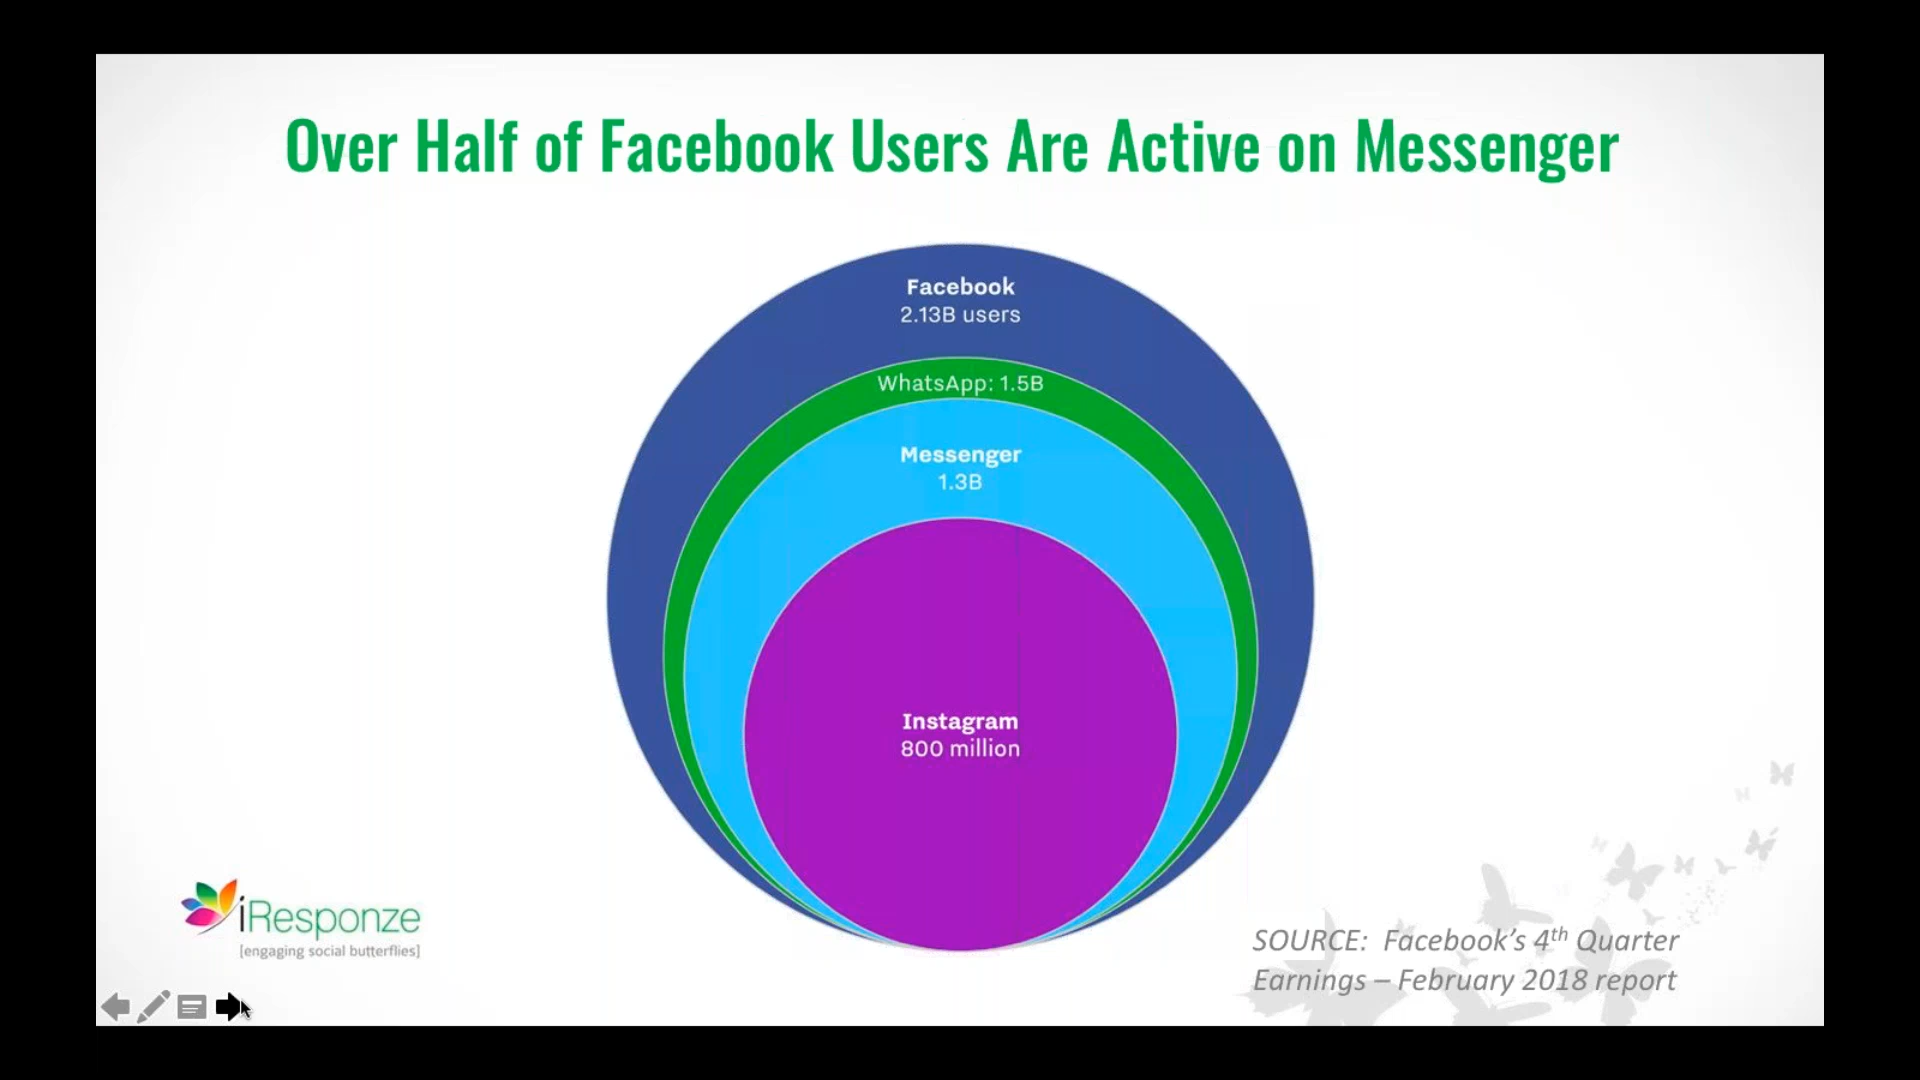 Over Half of Facebook Users Are Active on Messenger
Facebook
2.13B users
WhatsApp: 1.5B
Messenger
1.3B
Instagram
800 million
iResponze
[engaging social butterflies]
SOURCE: Facebook’s 4th Quarter
Earnings – February 2018 report